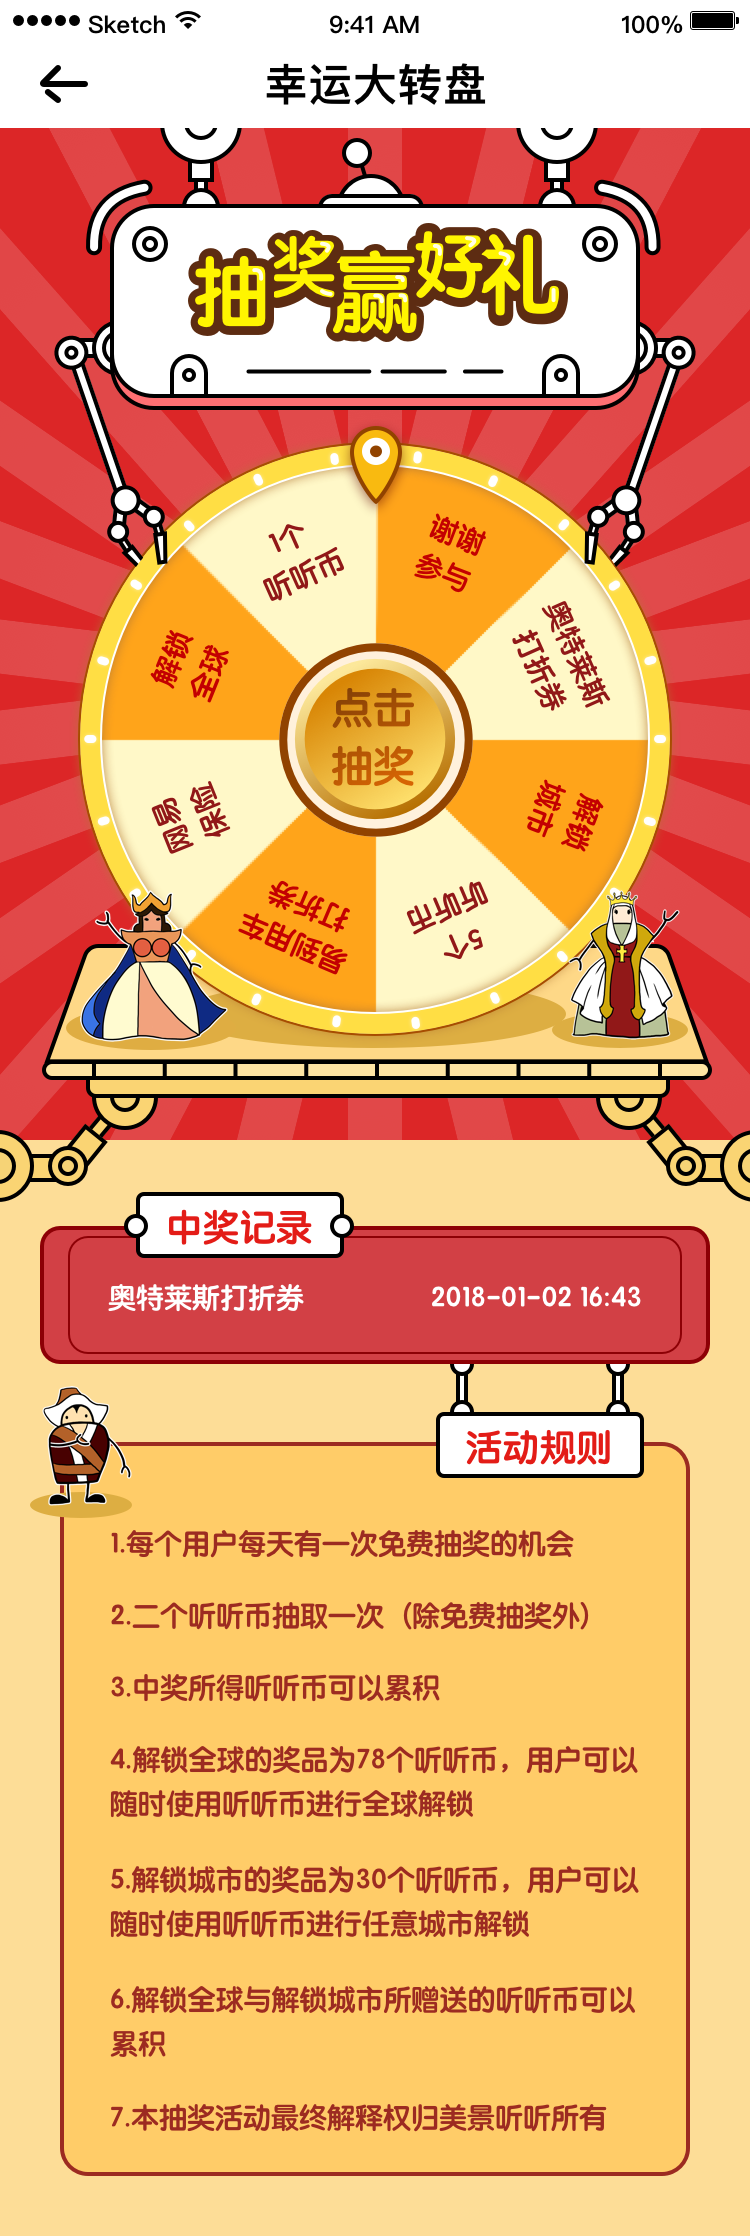 Sketch 9:41 AM 100%
幸运大转盘
抽奖赢好礼
谢谢
参与
奥特莱斯
打折券
解锁
城市
5个
听听币
易到用车
打折券
网易
保险
解锁
全球
1个
听听币
点击
抽奖
中奖记录
奥特莱斯打折券 2018-01-02 16:43
活动规则
1.每个用户每天有一次免费抽奖的机会
2.二个听听币抽取一次（除免费抽奖外）
3.中奖所得听听币可以累积
4.解锁全球的奖品为78个听听币，用户可以
随时使用听听币进行全球解锁
5.解锁城市的奖品为30个听听币，用户可以
随时使用听听币进行任意城市解锁
6.解锁全球与解锁城市所赠送的听听币可以
累积
7.本抽奖活动最终解释权归美景听听所有